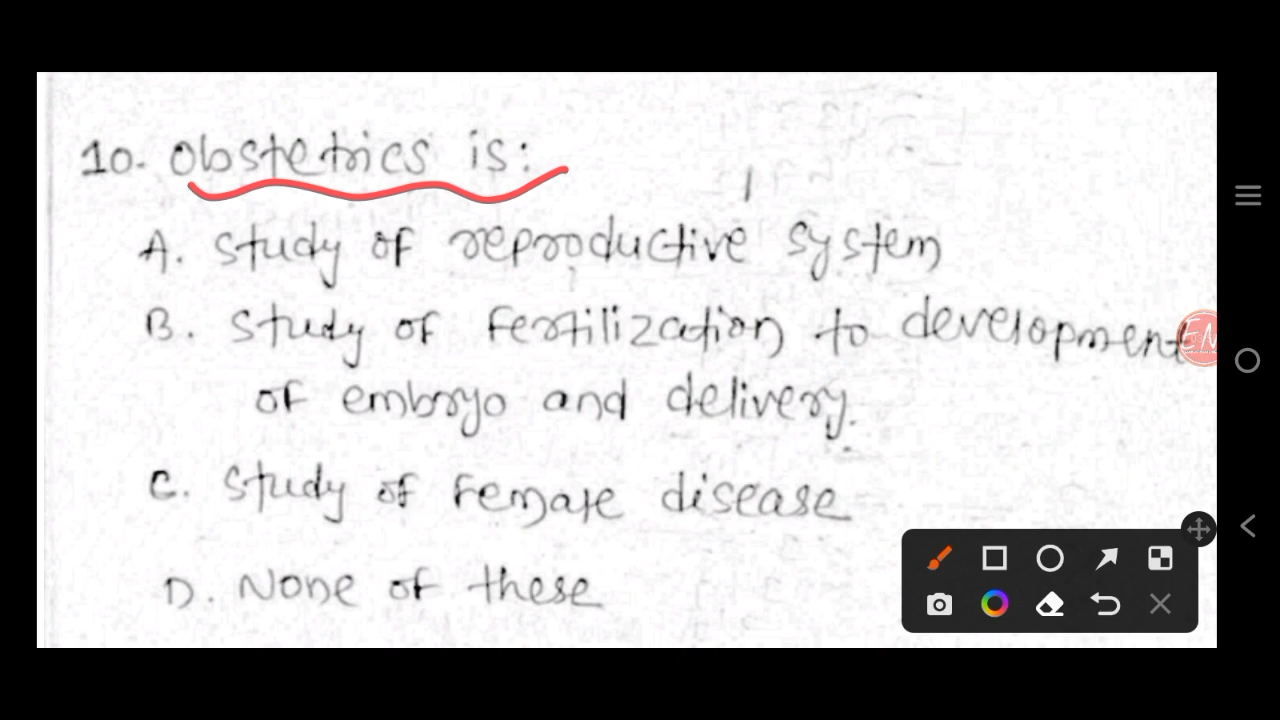 10. Obstetrics is:
A. Study of reproductive system
B. Study of Fertilization to development
of embryo and delivery.
C. Study of Female disease
D. None of these
EN